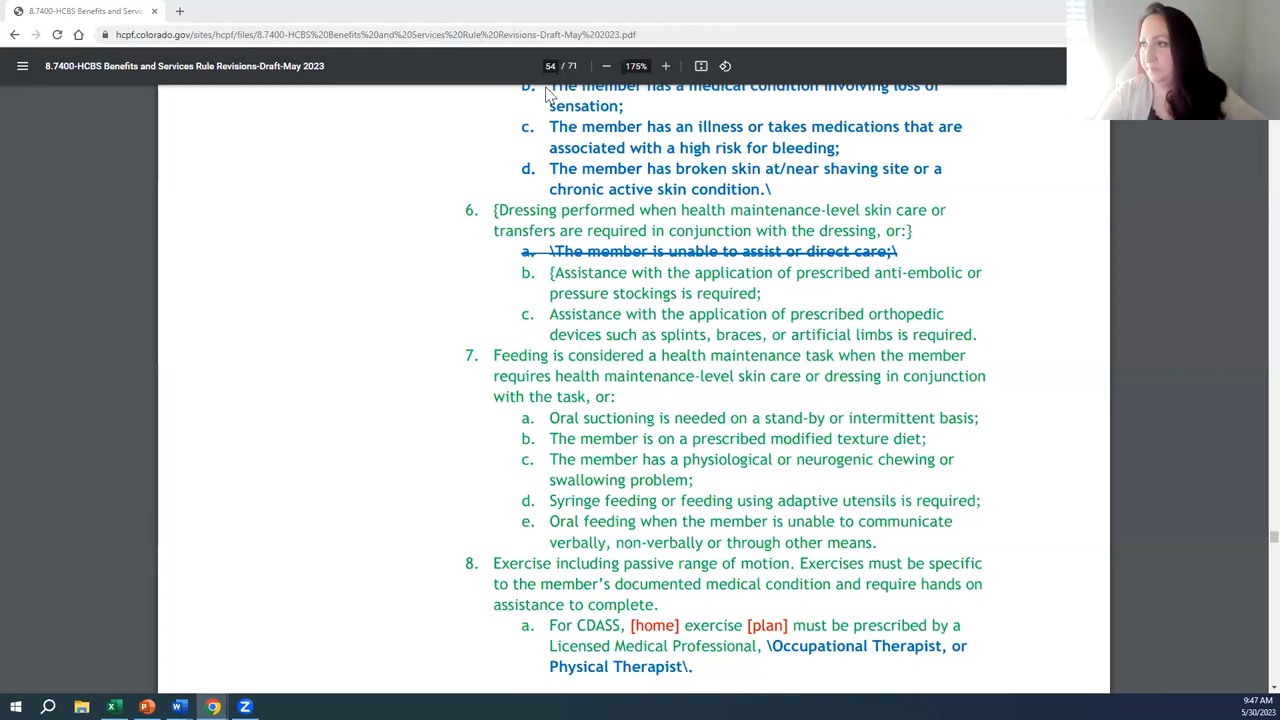 8.7400-HCBS Benefits and Servic
hcpf.colorado.gov/sites/hcpf/files/8.7400-HCBS%20Benefits%20and%20Services%20Rule%20Revisions-Draft-May%202023.pdf
8.7400-HCBS Benefits and Services Rule Revisions-Draft-May 2023
54 / 71
175%
b. The member has a medical condition involving loss of
sensation;
c. The member has an illness or takes medications that are
associated with a high risk for bleeding;
d. The member has broken skin at/near shaving site or a
chronic active skin condition.\
6. {Dressing performed when health maintenance-level skin care or
transfers are required in conjunction with the dressing, or:}
a. \The member is unable to assist or direct care;\
b. {Assistance with the application of prescribed anti-embolic or
pressure stockings is required;
c. Assistance with the application of prescribed orthopedic
devices such as splints, braces, or artificial limbs is required.
7. Feeding is considered a health maintenance task when the member
requires health maintenance-level skin care or dressing in conjunction
with the task, or:
a. Oral suctioning is needed on a stand-by or intermittent basis;
b. The member is on a prescribed modified texture diet;
c. The member has a physiological or neurogenic chewing or
swallowing problem;
d. Syringe feeding or feeding using adaptive utensils is required;
e. Oral feeding when the member is unable to communicate
verbally, non-verbally or through other means.
8. Exercise including passive range of motion. Exercises must be specific
to the member’s documented medical condition and require hands on
assistance to complete.
a. For CDASS, [home] exercise [plan] must be prescribed by a
Licensed Medical Professional, \Occupational Therapist, or
Physical Therapist\.
9:47 AM
5/30/2023